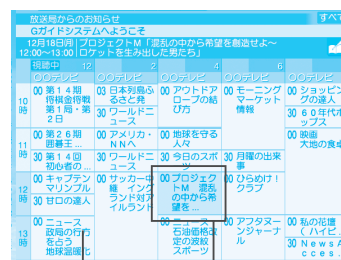 放送局からのお知らせ
すべて
Gガイドシステムへようこそ
12月18日(月) プロジェクトM「混乱の中から希望を創造せよ～
12:00～13:00 ロケットを生み出した男たち」
視聴中 12
2
4
6
○○テレビ
○○テレビ
○○テレビ
○○テレビ
○○テレビ
10時
00 第１４期
将棋金将戦
第１局・第
２日
03 日本列島ふ
るさと発
30 ワールドニ
ュース
00 アウトドア
ロープの結
び方
00 モーニング
マーケット
情報
00 ショッピン
グの達人
30 ６０年代ポ
ップス
11時
00 第２６期
囲碁王...
30 第１４回
初心者の...
00 アメリカ・
ＮＮへ
30 ワールドニ
ュース
00 地球を守る
人々
30 今日のスポ
ーツ
30 月曜の出来
事
00 映画
大地の食卓
12時
00 キャプテン
マリンブル
30 甘口の達人
00 サッカー中
継 イング
ランド対ア
イルランド
00 プロジェク
トＭ 混乱
の中から希
望を...
00 ひらめけ！
クラブ
13時
00 ニュース
政局の行方
を占う
地球温暖化
00 ニュース
石油価格改
定の波紋
スポーツ
00 アフタヌー
ンジャーナ
ル
00 私の花壇
（ハイビ
30 ＮｅｗｓＡ
ｃｃｅｓ